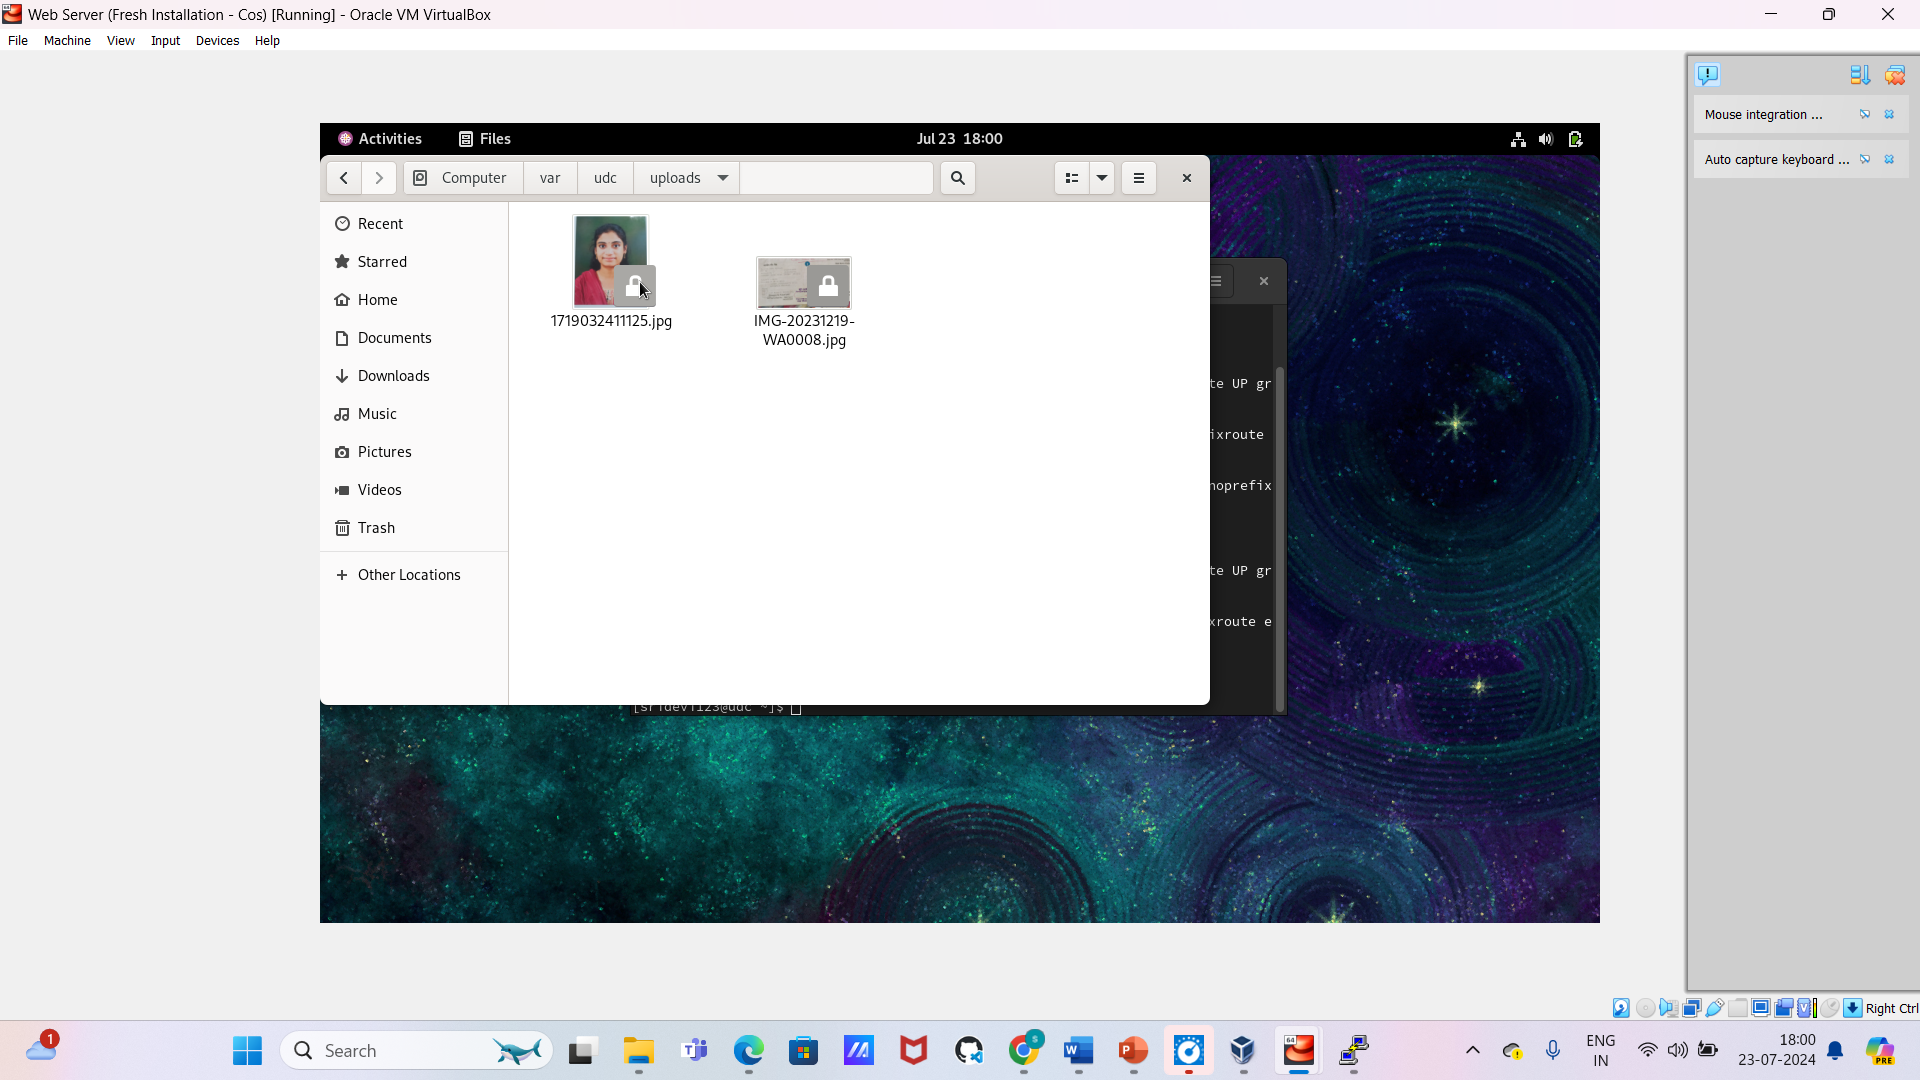 Web Server (Fresh Installation - Cos) [Running] - Oracle VM VirtualBox
File Machine View Input Devices Help
Mouse integration ...
Auto capture keyboard ...
Activities Files Jul 23 18:00
Computer var udc uploads
Recent
Starred
Home
Documents
Downloads
Music
Pictures
Videos
Trash
Other Locations
1719032411125.jpg
IMG-20231219-
WA0008.jpg
te UP gr
ixroute
noprefix
te UP gr
xroute e
[sridevi123@udc ~]$
Right Ctrl
1
Search
ENG
IN
18:00
23-07-2024
PRE